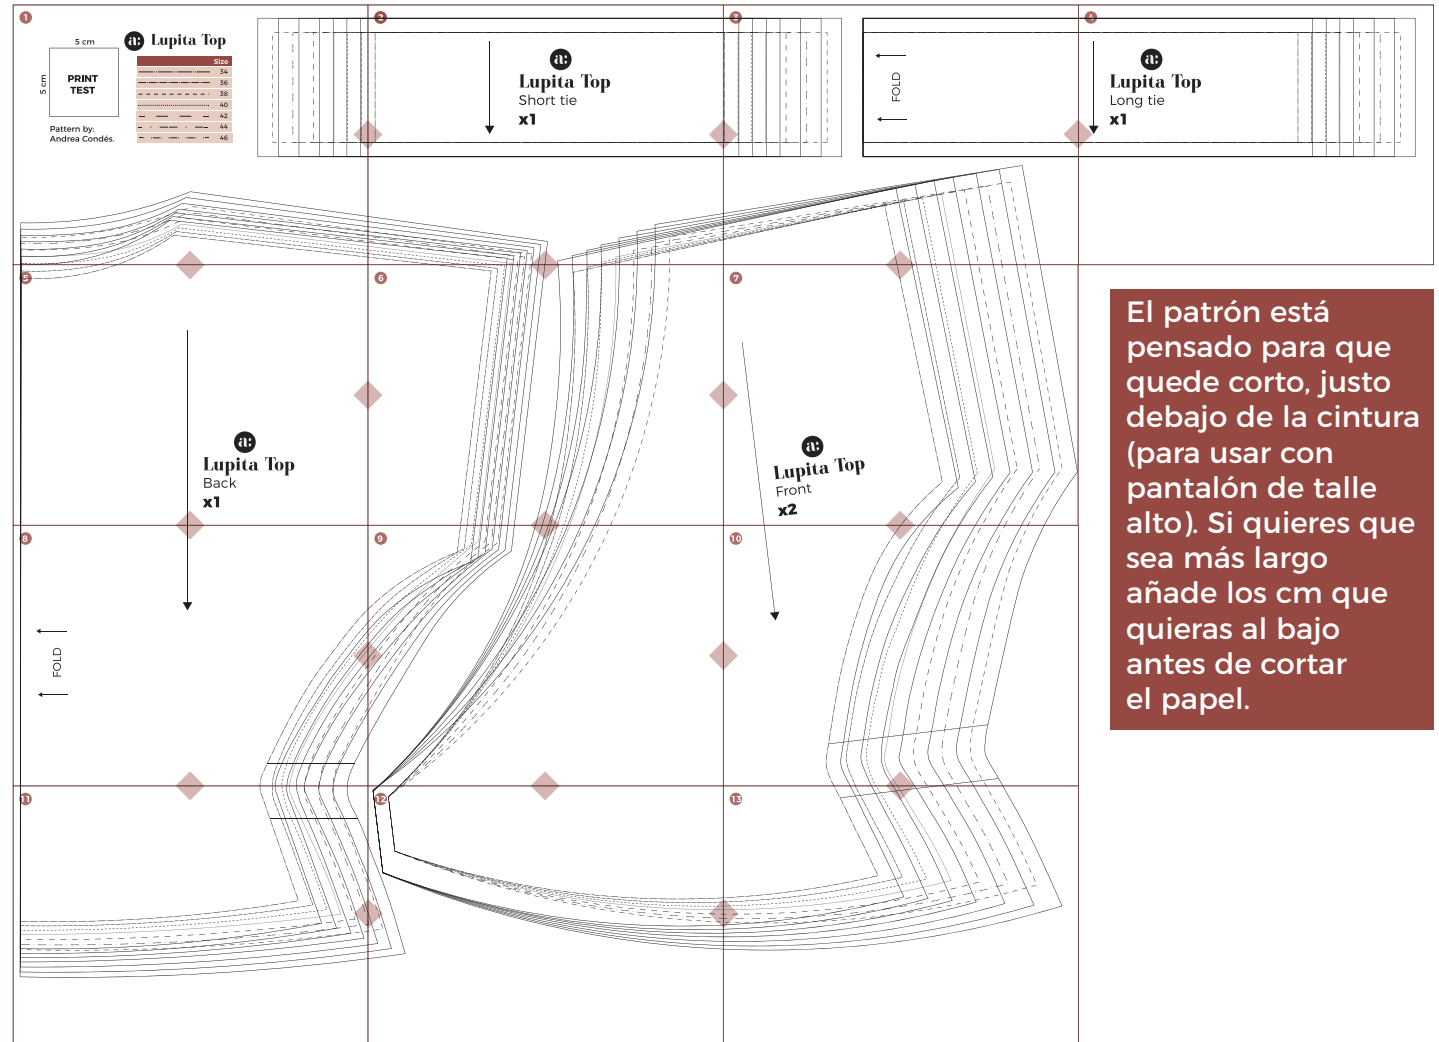 1
2
3
4
5 cm
5 cm
PRINT
TEST
Pattern by:
Andrea Condés.
a: Lupita Top
Size
34
36
38
40
42
44
46
a:
Lupita Top
Short tie
x1
FOLD
a:
Lupita Top
Long tie
x1
5
6
7
a:
Lupita Top
Back
x1
a:
Lupita Top
Front
x2
El patrón está
pensado para que
quede corto, justo
debajo de la cintura
(para usar con
pantalón de talle
alto). Si quieres que
sea más largo
añade los cm que
quieras al bajo
antes de cortar
el papel.
8
9
10
FOLD
11
12
13